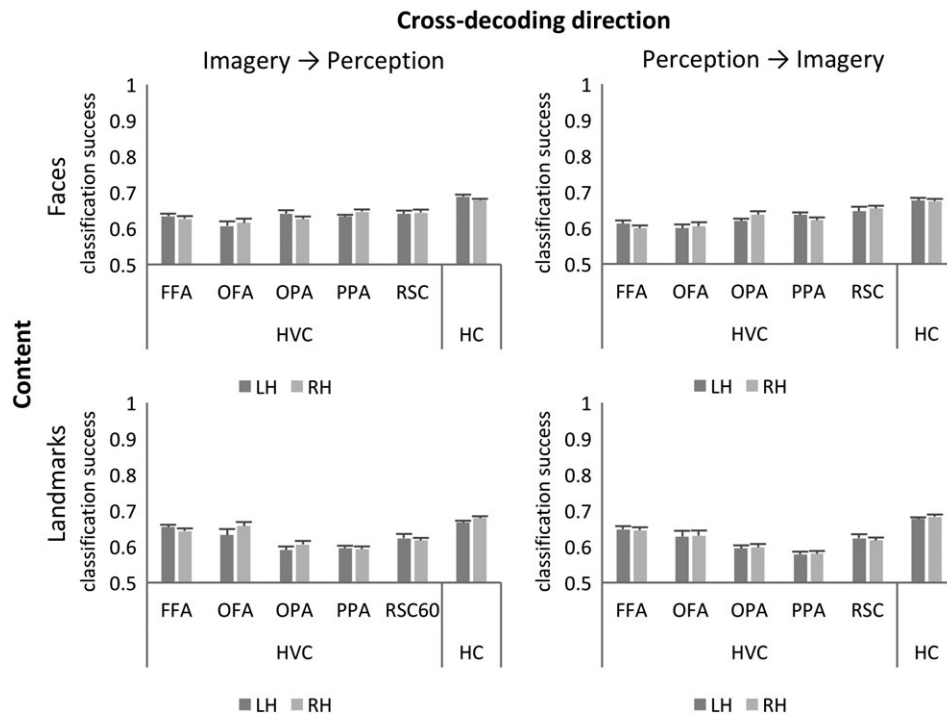 Cross-decoding direction
Imagery → Perception
Perception → Imagery
Content
Faces
classification success
1
0.9
0.8
0.7
0.6
0.5
FFA OFA OPA PPA RSC
HVC HC
LH RH
classification success
1
0.9
0.8
0.7
0.6
0.5
FFA OFA OPA PPA RSC
HVC HC
LH RH
Landmarks
classification success
1
0.9
0.8
0.7
0.6
0.5
FFA OFA OPA PPA RSC60
HVC HC
LH RH
classification success
1
0.9
0.8
0.7
0.6
0.5
FFA OFA OPA PPA RSC
HVC HC
LH RH